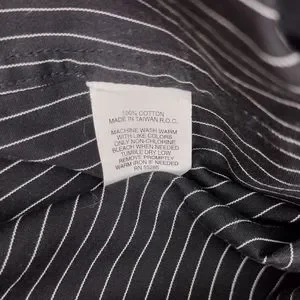 100% COTTON
MADE IN TAIWAN R.O.C.
MACHINE WASH WARM
WITH LIKE COLORS
ONLY NON-CHLORINE
BLEACH WHEN NEEDED
TUMBLE DRY LOW
REMOVE PROMPTLY
WARM IRON IF NEEDED
RN 15285